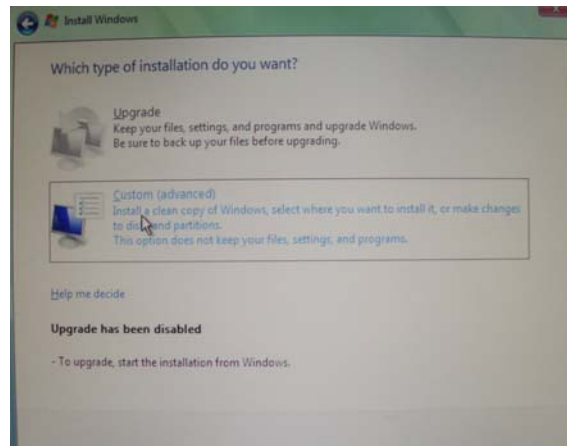 Install Windows
Which type of installation do you want?
Upgrade
Keep your files, settings, and programs and upgrade Windows.
Be sure to back up your files before upgrading.
Custom (advanced)
Install a clean copy of Windows, select where you want to install it, or make changes
to disks and partitions.
This option does not keep your files, settings, and programs.
Help me decide
Upgrade has been disabled
- To upgrade, start the installation from Windows.